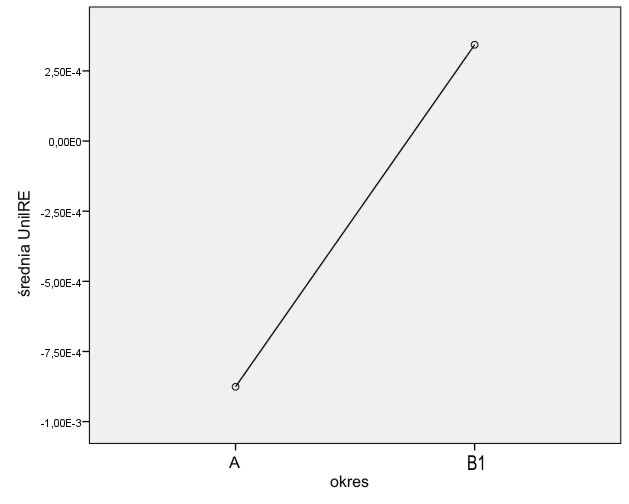 2,50E-4
0,00E0
-2,50E-4
-5,00E-4
-7,50E-4
-1,00E-3
średnia UnilRE
A
B1
okres